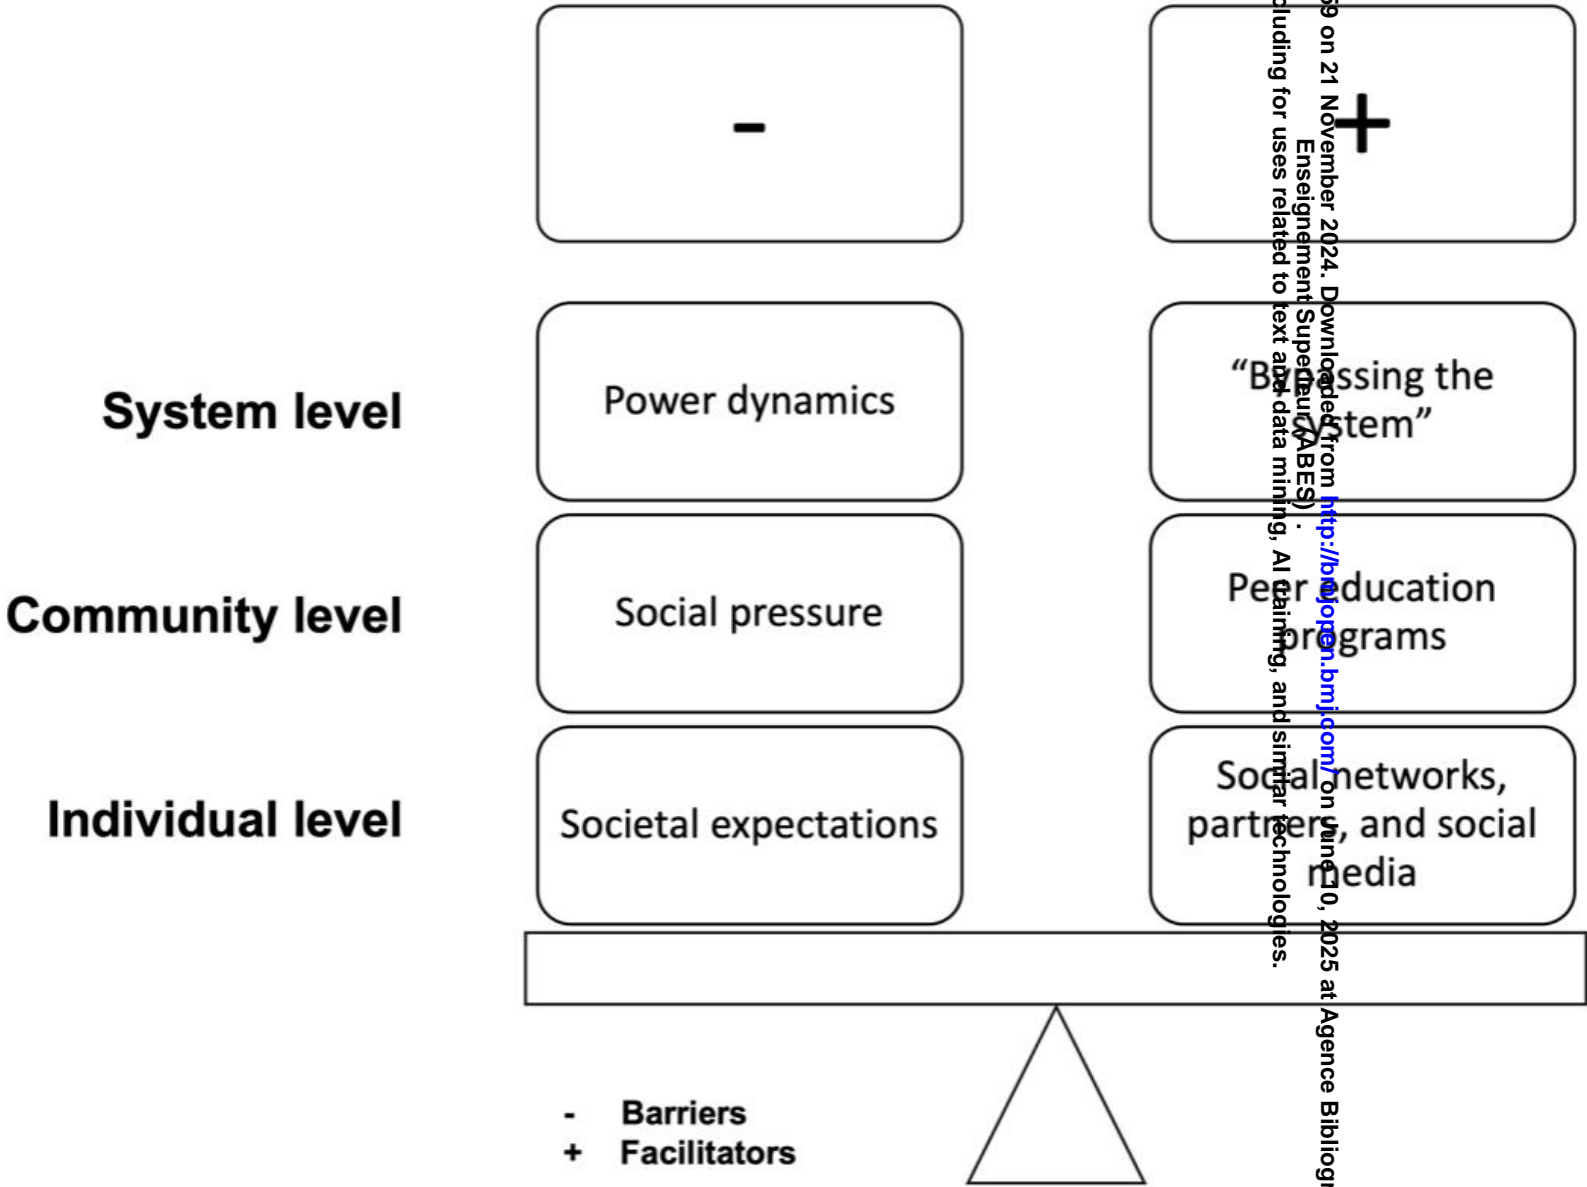 -
+
System level
Power dynamics
“Bypassing the
system”
Community level
Social pressure
Peer education
programs
Individual level
Societal expectations
Social networks,
partners, and social
media
- Barriers
+ Facilitators
on 21 November 2024. Downloaded from http://bmjopen.bmj.com/ on June 10, 2025 at Agence
Enseignement Superieur (ABES) .
for uses related to text and data mining, AI training, and similar technologies.